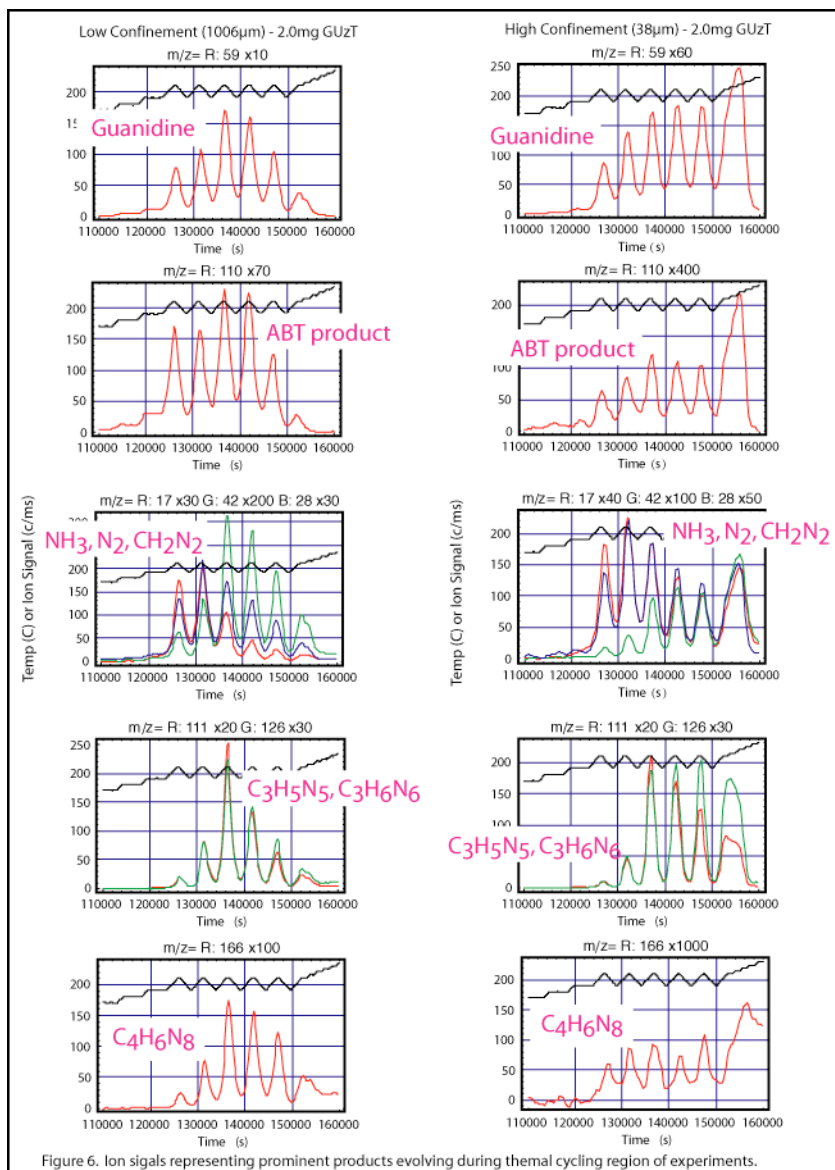 Low Confinement (1006µm) - 2.0mg GUzT
High Confinement (38µm) - 2.0mg GUzT
m/z= R: 59 x10
200
15
100
50
0
Guanidine
110000 120000 130000 140000 150000 160000
Time (s)
m/z= R: 59 x60
250
200
100
50
0
Guanidine
110000 120000 130000 140000 150000 160000
Time (s)
m/z= R: 110 x70
200
150
100
50
0
ABT product
110000 120000 130000 140000 150000 160000
Time (s)
m/z= R: 110 x400
200
100
50
0
ABT product
110000 120000 130000 140000 150000 160000
Time (s)
Temp (C) or Ion Signal (c/ms)
m/z= R: 17 x30 G: 42 x200 B: 28 x30
NH3, N2, CH2N2
200
150
100
50
0
110000 120000 130000 140000 150000 160000
Time (s)
Temp (C) or Ion Signal (c/ms)
m/z= R: 17 x40 G: 42 x100 B: 28 x50
NH3, N2, CH2N2
200
150
100
50
0
110000 120000 130000 140000 150000 160000
Time (s)
m/z= R: 111 x20 G: 126 x30
250
200
150
100
50
0
C3H5N5, C3H6N6
110000 120000 130000 140000 150000 160000
Time (s)
m/z= R: 111 x20 G: 126 x30
200
150
100
50
0
C3H5N5, C3H6N6
110000 120000 130000 140000 150000 160000
Time (s)
m/z= R: 166 x100
200
150
100
50
0
C4H6N8
110000 120000 130000 140000 150000 160000
Time (s)
m/z= R: 166 x1000
200
150
100
50
0
C4H6N8
110000 120000 130000 140000 150000 160000
Time (s)
Figure 6. Ion sigals representing prominent products evolving during themal cycling region of experiments.